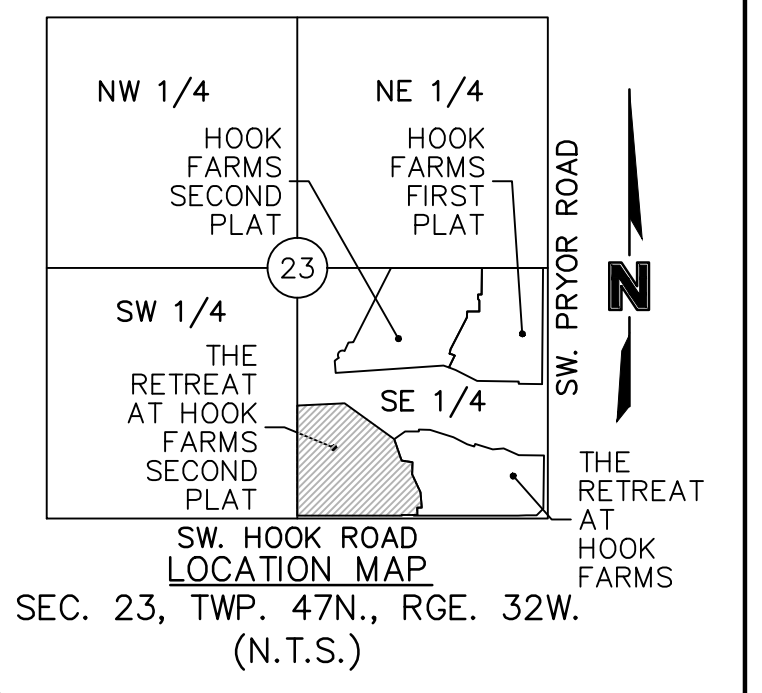 NW 1/4
NE 1/4
HOOK
FARMS
SECOND
PLAT
HOOK
FARMS
FIRST
PLAT
SW. PRYOR ROAD
N
23
SW 1/4
THE
RETREAT
AT HOOK
FARMS
SECOND
PLAT
SE 1/4
THE
RETREAT
AT
HOOK
FARMS
SW. HOOK ROAD
LOCATION MAP
SEC. 23, TWP. 47N., RGE. 32W.
(N.T.S.)